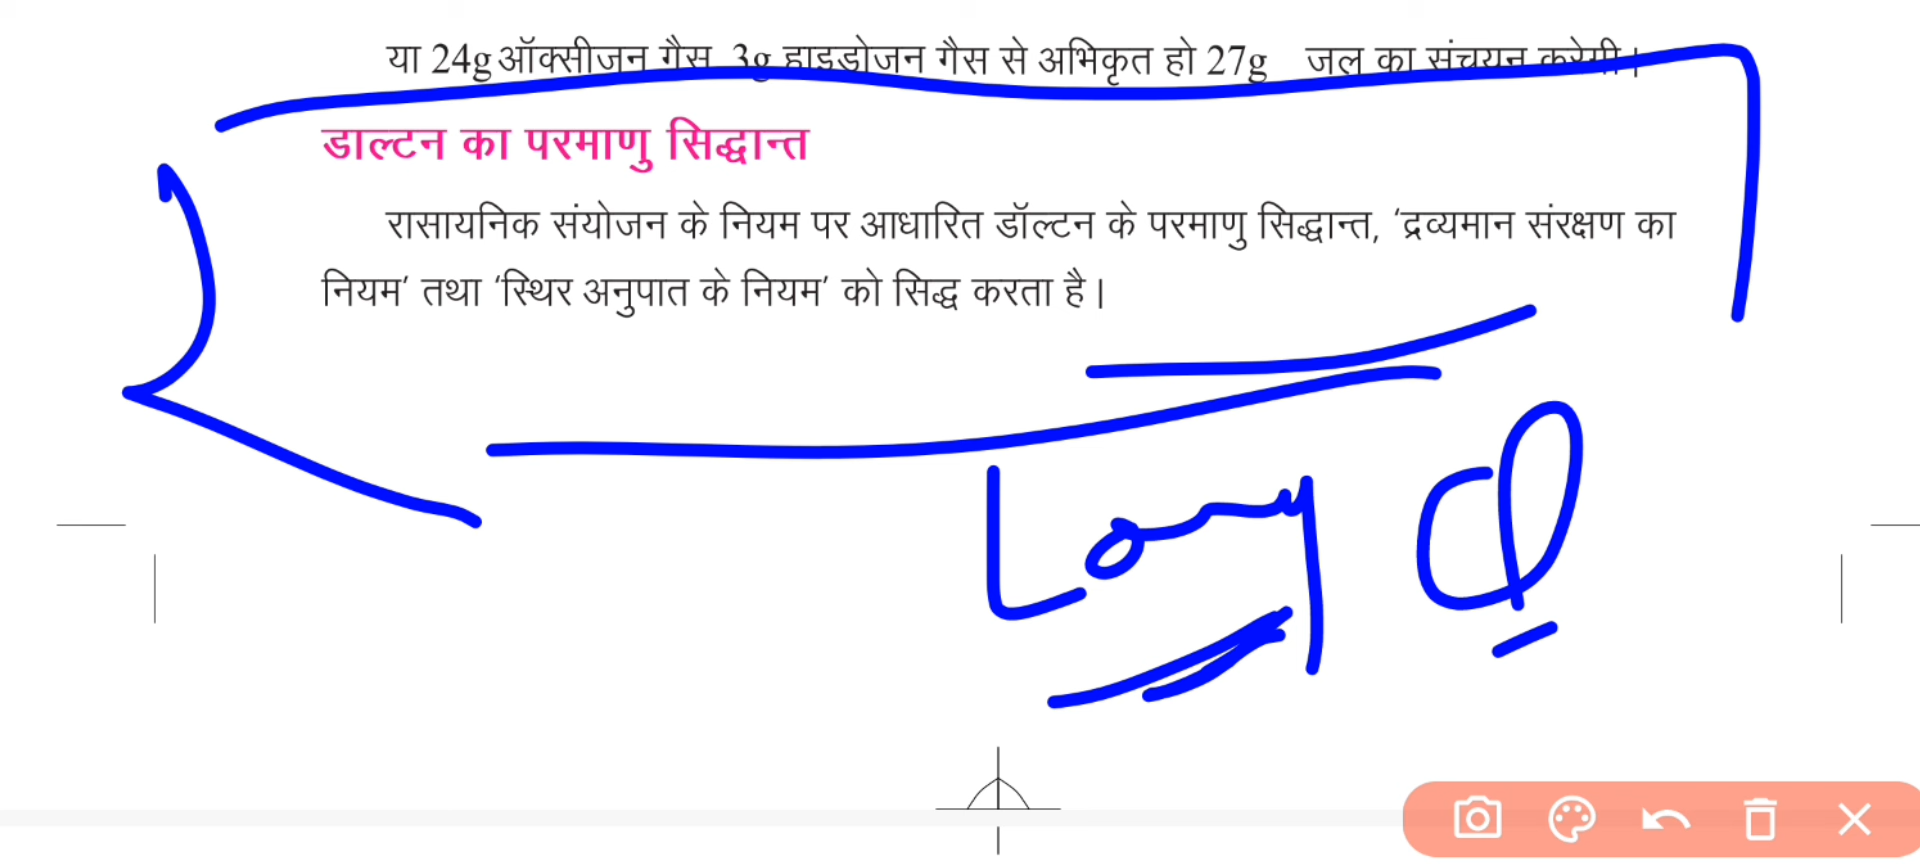 या 24g ऑक्सीजन गैस 3g हाइड्रोजन गैस से अभिकृत हो 27g जल का संचयन करेगी।
डाल्टन का परमाणु सिद्धान्त
रासायनिक संयोजन के नियम पर आधारित डॉल्टन के परमाणु सिद्धान्त, ‘द्रव्यमान संरक्षण का
नियम’ तथा ‘स्थिर अनुपात के नियम’ को सिद्ध करता है।
Long